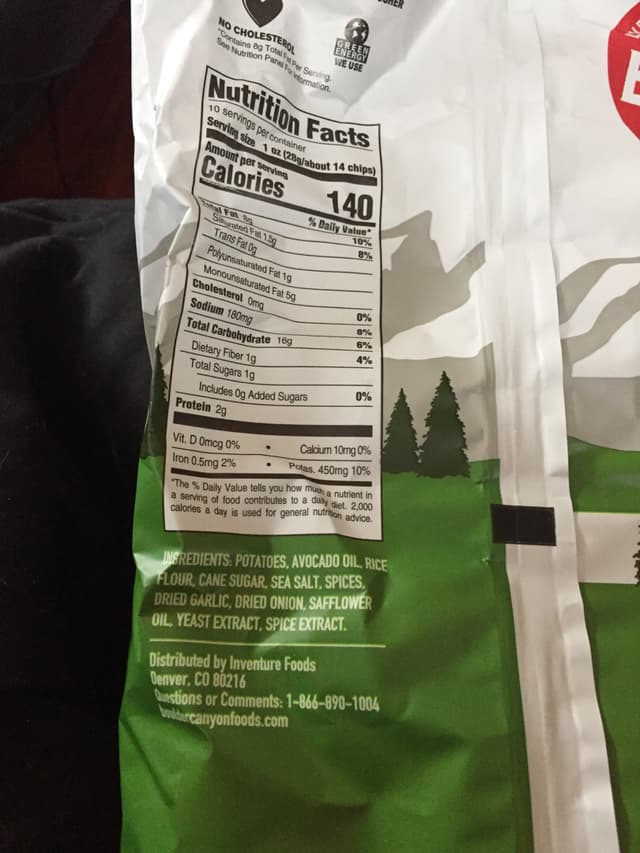 NO CHOLESTEROL
*Contains 8g Total Fat Per Serving.
See Nutrition Panel For Information.
GREEN
ENERGY
WE USE
Nutrition Facts
10 servings per container
Serving size 1 oz (28g/about 14 chips)
Amount per serving
Calories 140
% Daily Value*
Total Fat 8g 10%
Saturated Fat 1.5g 8%
Trans Fat 0g
Polyunsaturated Fat 1g
Monounsaturated Fat 5g
Cholesterol 0mg 0%
Sodium 180mg 8%
Total Carbohydrate 16g 6%
Dietary Fiber 1g 4%
Total Sugars 1g
Includes 0g Added Sugars 0%
Protein 2g
Vit. D 0mcg 0% • Calcium 10mg 0%
Iron 0.5mg 2% • Potas. 450mg 10%
*The % Daily Value tells you how much a nutrient in
a serving of food contributes to a daily diet. 2,000
calories a day is used for general nutrition advice.
INGREDIENTS: POTATOES, AVOCADO OIL, RICE
FLOUR, CANE SUGAR, SEA SALT, SPICES,
DRIED GARLIC, DRIED ONION, SAFFLOWER
OIL, YEAST EXTRACT, SPICE EXTRACT.
Distributed by Inventure Foods
Denver, CO 80216
Questions or Comments: 1-866-890-1004
bouldercanyonfoods.com